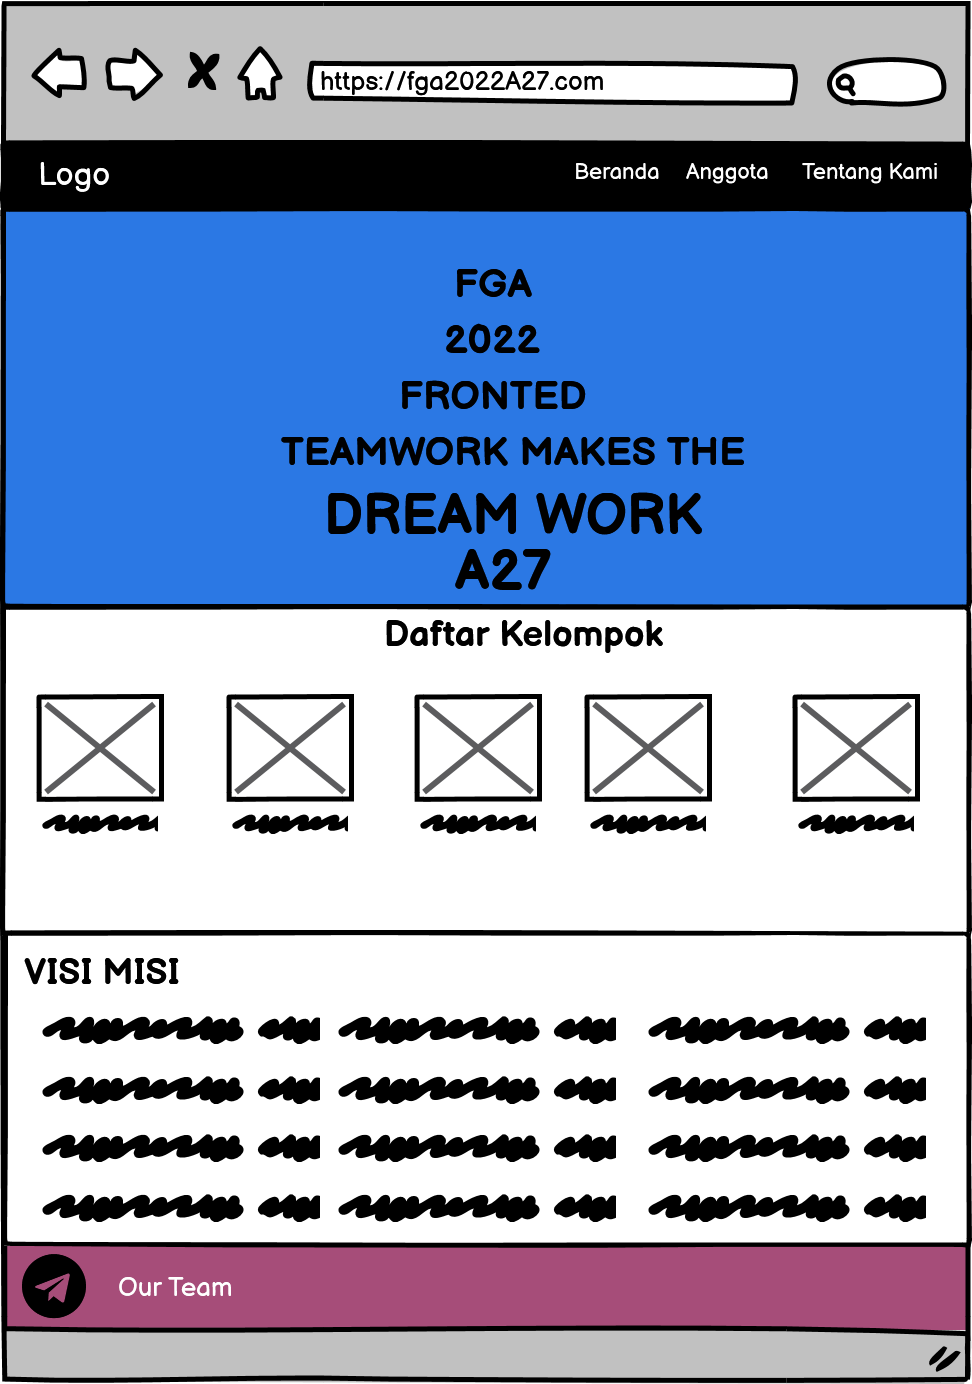 https://fga2022A27.com
Logo Beranda Anggota Tentang Kami
FGA
2022
FRONTED
TEAMWORK MAKES THE
DREAM WORK
A27
Daftar Kelompok
VISI MISI
Our Team